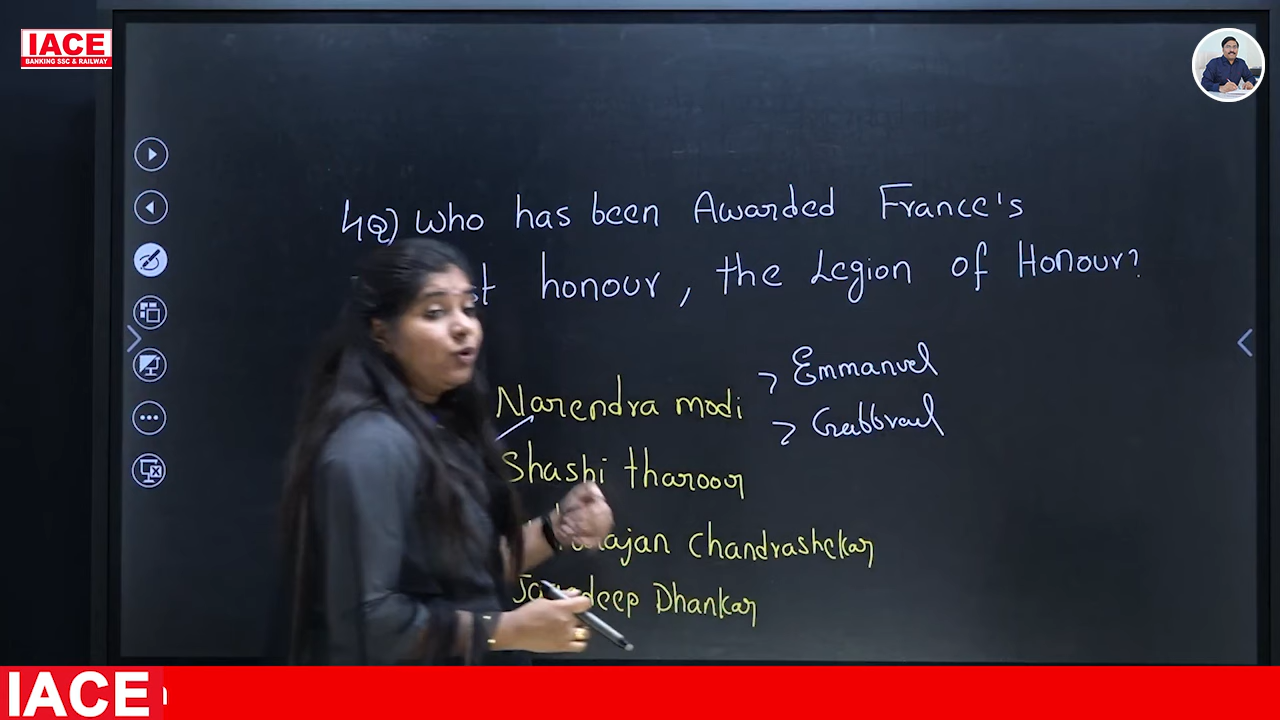 IACE
BANKING SSC & RAILWAY
4Q) Who has been Awarded France's
honour, the Legion of Honour?
Emmanuel
Narendra modi
Gabbrael
Shashi tharoor
Chandrashekar
Dhankar
IACE